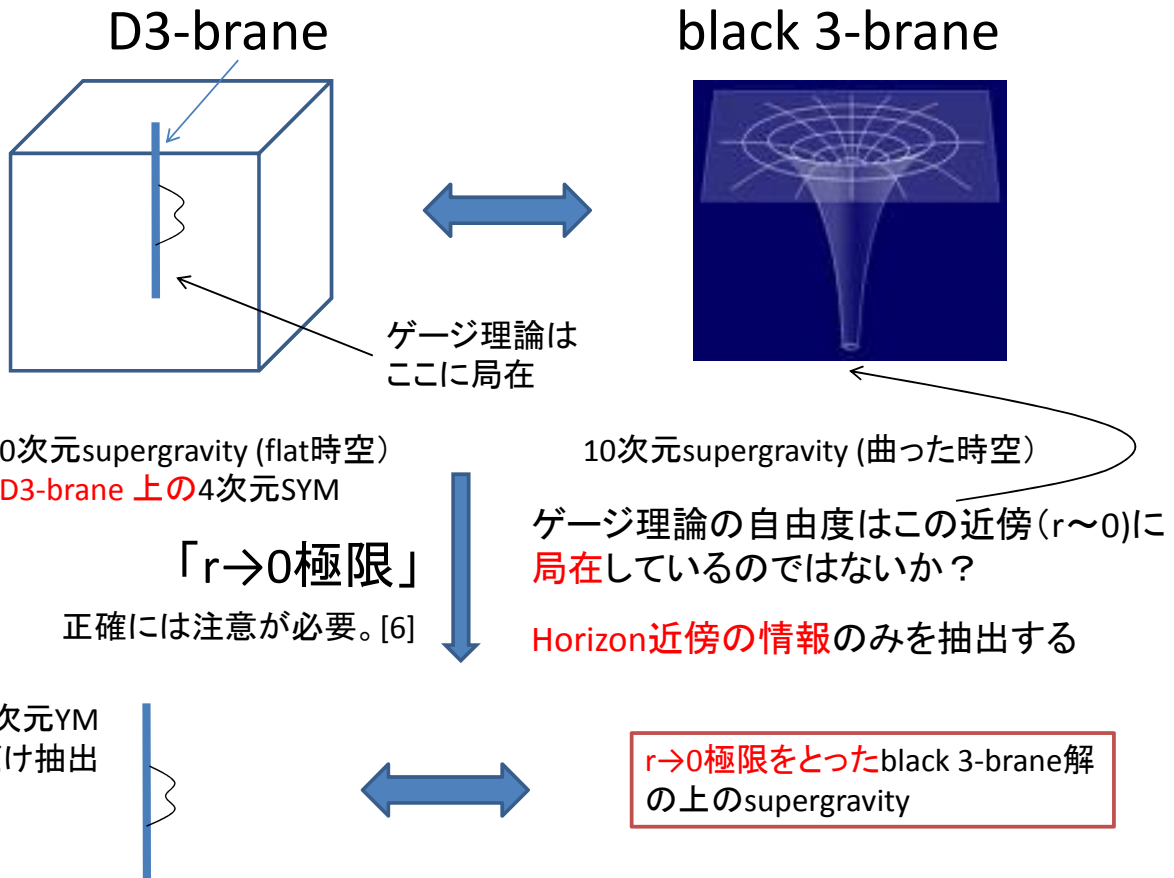 D3-brane
black 3-brane
ゲージ理論は
ここに局在
0次元supergravity (flat時空）
D3-brane 上の4次元SYM
10次元supergravity (曲った時空）
「r→0極限」
正確には注意が必要。[6]
ゲージ理論の自由度はこの近傍（r～0)に
局在しているのではないか？
Horizon近傍の情報のみを抽出する
次元YM
け抽出
r→0極限をとったblack 3-brane解
の上のsupergravity